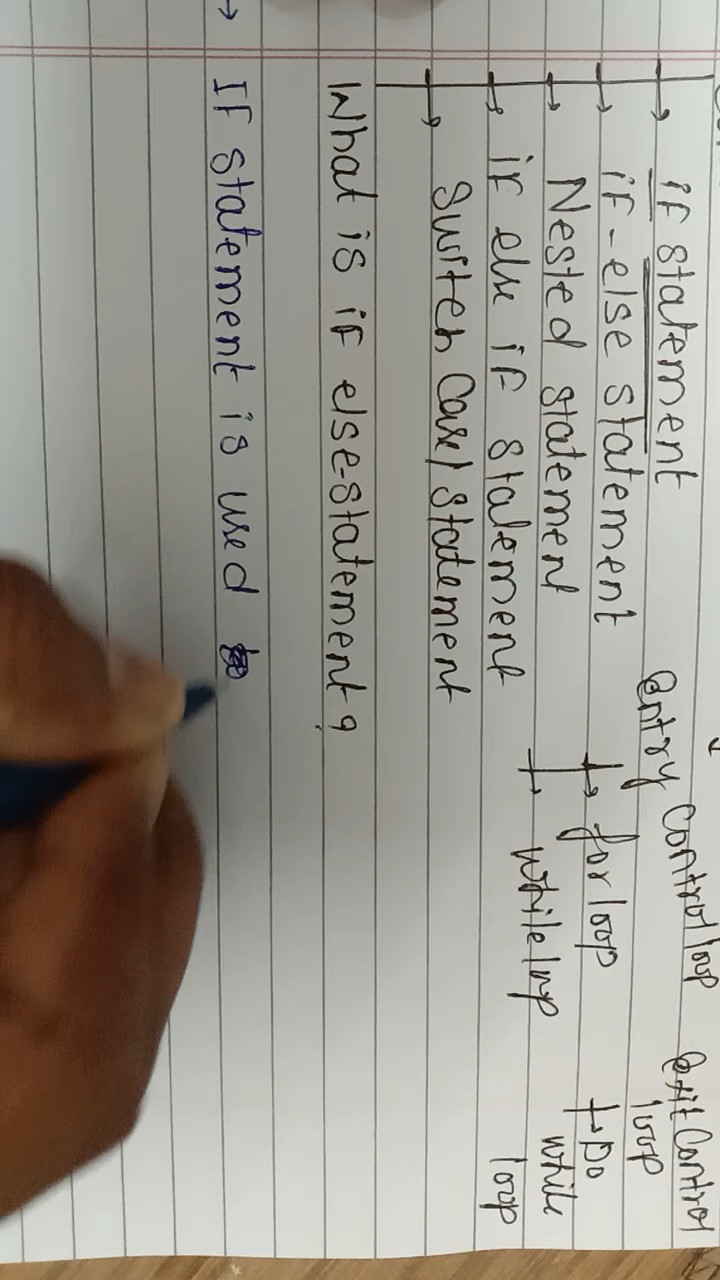 → if statement
→ if-else statement
→ Nested statement
→ if else if statement
→ Switch Case/statement
entry Control loop
→ for loop
→ while loop
exit Control
loop
→ Do
while
loop
What is if else-statement?
→ If statement is used